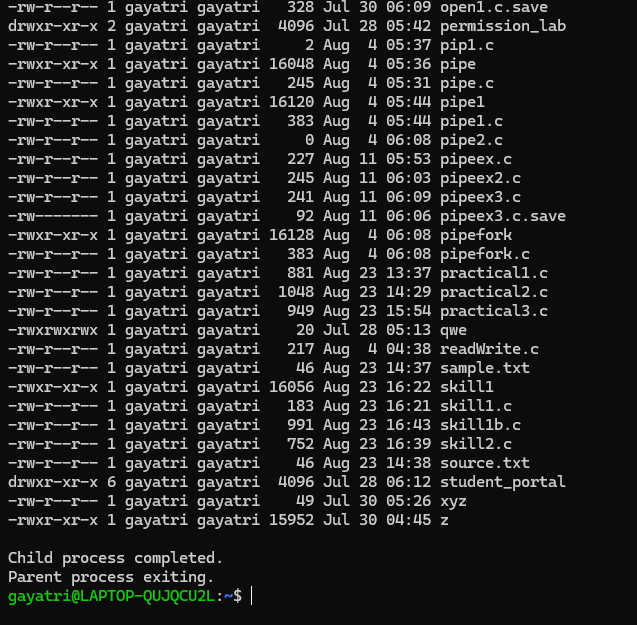 -rw-r--r-- 1 gayatri gayatri   328 Jul 30 06:09 open1.c.save
drwxr-xr-x 2 gayatri gayatri  4096 Jul 28 05:42 permission_lab
-rw-r--r-- 1 gayatri gayatri     2 Aug  4 05:37 pip1.c
-rwxr-xr-x 1 gayatri gayatri 16048 Aug  4 05:36 pipe
-rw-r--r-- 1 gayatri gayatri   245 Aug  4 05:31 pipe.c
-rwxr-xr-x 1 gayatri gayatri 16120 Aug  4 05:44 pipe1
-rw-r--r-- 1 gayatri gayatri   383 Aug  4 05:44 pipe1.c
-rw-r--r-- 1 gayatri gayatri     0 Aug  4 06:08 pipe2.c
-rw-r--r-- 1 gayatri gayatri   227 Aug 11 05:53 pipeex.c
-rw-r--r-- 1 gayatri gayatri   245 Aug 11 06:03 pipeex2.c
-rw-r--r-- 1 gayatri gayatri   241 Aug 11 06:09 pipeex3.c
-rw------- 1 gayatri gayatri    92 Aug 11 06:06 pipeex3.c.save
-rwxr-xr-x 1 gayatri gayatri 16128 Aug  4 06:08 pipefork
-rw-r--r-- 1 gayatri gayatri   383 Aug  4 06:08 pipefork.c
-rw-r--r-- 1 gayatri gayatri   881 Aug 23 13:37 practical1.c
-rw-r--r-- 1 gayatri gayatri  1048 Aug 23 14:29 practical2.c
-rw-r--r-- 1 gayatri gayatri   949 Aug 23 15:54 practical3.c
-rwxrwxrwx 1 gayatri gayatri    20 Jul 28 05:13 qwe
-rw-r--r-- 1 gayatri gayatri   217 Aug  4 04:38 readWrite.c
-rw-r--r-- 1 gayatri gayatri    46 Aug 23 14:37 sample.txt
-rwxr-xr-x 1 gayatri gayatri 16056 Aug 23 16:22 skill1
-rw-r--r-- 1 gayatri gayatri   183 Aug 23 16:21 skill1.c
-rw-r--r-- 1 gayatri gayatri   991 Aug 23 16:43 skill1b.c
-rw-r--r-- 1 gayatri gayatri   752 Aug 23 16:39 skill2.c
-rw-r--r-- 1 gayatri gayatri    46 Aug 23 14:38 source.txt
drwxr-xr-x 6 gayatri gayatri  4096 Jul 28 06:12 student_portal
-rw-r--r-- 1 gayatri gayatri    49 Jul 30 05:26 xyz
-rwxr-xr-x 1 gayatri gayatri 15952 Jul 30 04:45 z
Child process completed.
Parent process exiting.
gayatri@LAPTOP-QUJQCU2L:~$